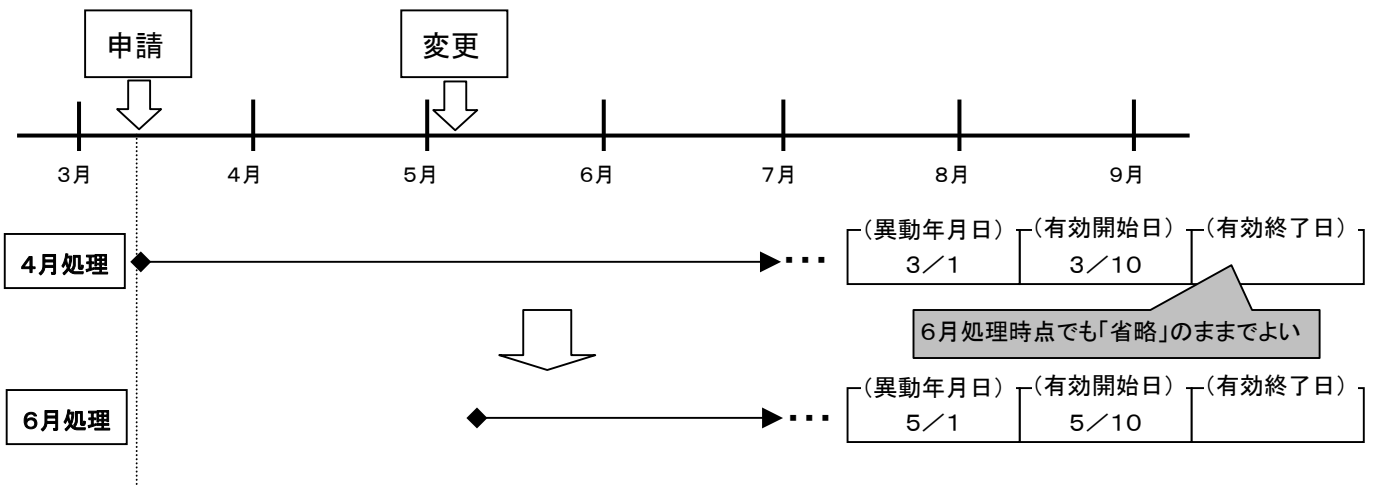 申請
変更
3月 4月 5月 6月 7月 8月 9月
4月処理
･･･
(異動年月日) (有効開始日) (有効終了日)
3/1 3/10
6月処理時点でも「省略」のままでよい
6月処理
･･･
(異動年月日) (有効開始日) (有効終了日)
5/1 5/10